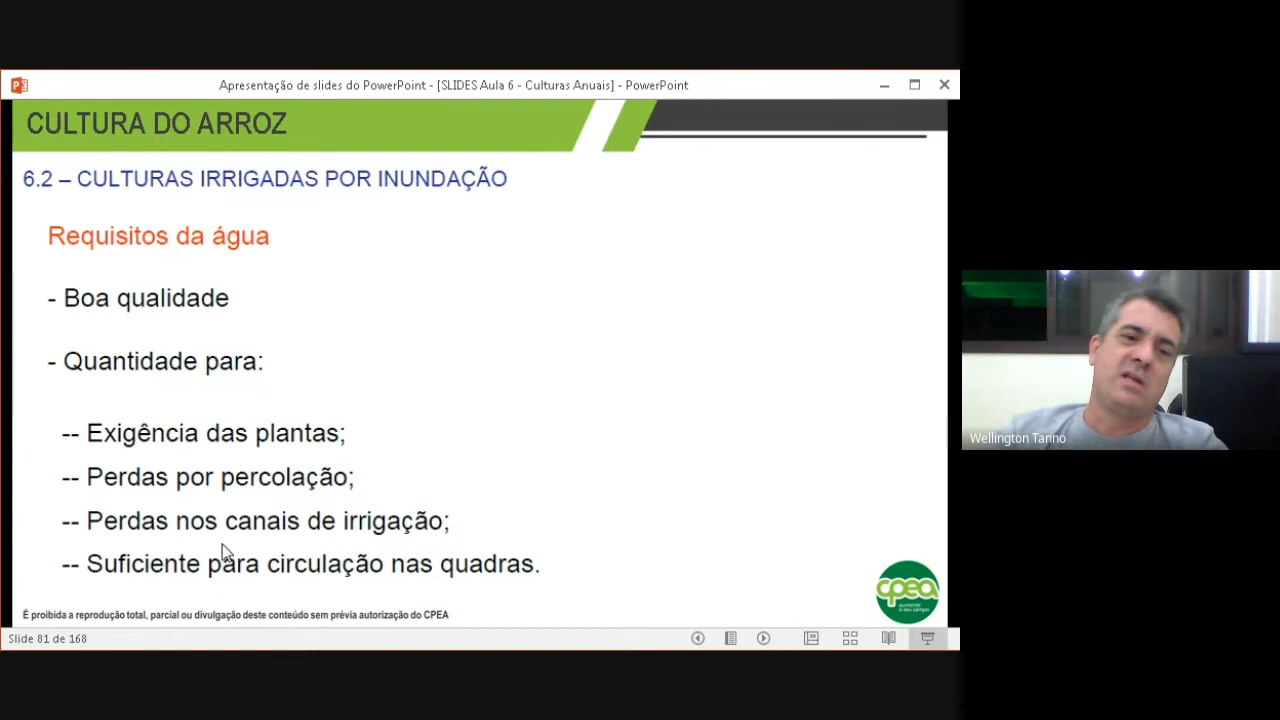 Apresentação de slides do PowerPoint - [SLIDES Aula 6 - Culturas Anuais] - PowerPoint
CULTURA DO ARROZ
6.2 – CULTURAS IRRIGADAS POR INUNDAÇÃO
Requisitos da água
- Boa qualidade
- Quantidade para:
-- Exigência das plantas;
-- Perdas por percolação;
-- Perdas nos canais de irrigação;
-- Suficiente para circulação nas quadras.
cpea
aumente
o seu campo
É proibida a reprodução total, parcial ou divulgação deste conteúdo sem prévia autorização do CPEA
Slide 81 de 168
Wellington Tanno